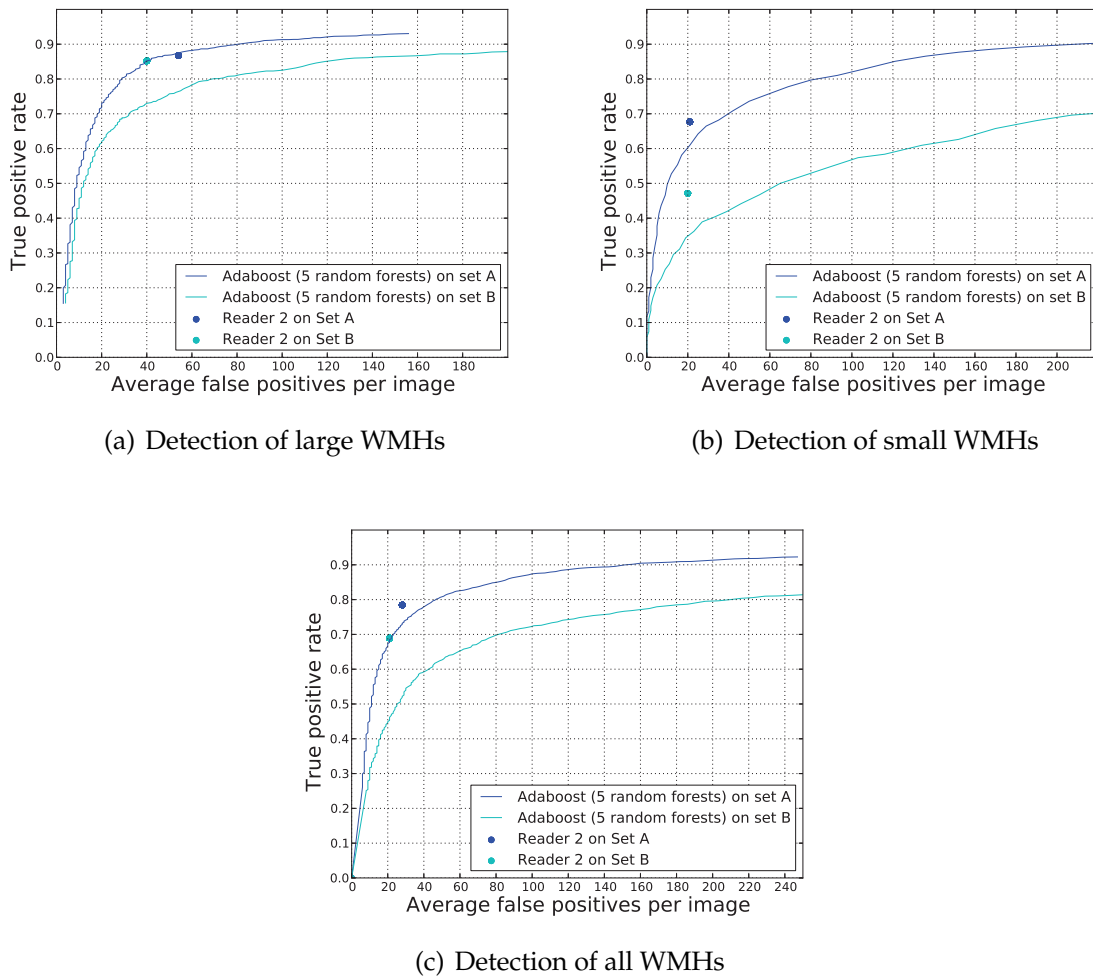 0.9
0.8
0.7
0.6
0.5
0.4
0.3
0.2
0.1
0.0
True positive rate
20 40 60 80 100 120 140 160 180
Average false positives per image
Adaboost (5 random forests) on set A
Adaboost (5 random forests) on set B
Reader 2 on Set A
Reader 2 on Set B
(a) Detection of large WMHs
0.9
0.8
0.7
0.6
0.5
0.4
0.3
0.2
0.1
0.0
True positive rate
0 20 40 60 80 100 120 140 160 180 200
Average false positives per image
Adaboost (5 random forests) on set A
Adaboost (5 random forests) on set B
Reader 2 on Set A
Reader 2 on Set B
(b) Detection of small WMHs
0.9
0.8
0.7
0.6
0.5
0.4
0.3
0.2
0.1
0.0
True positive rate
0 20 40 60 80 100 120 140 160 180 200 220 240
Average false positives per image
Adaboost (5 random forests) on set A
Adaboost (5 random forests) on set B
Reader 2 on Set A
Reader 2 on Set B
(c) Detection of all WMHs